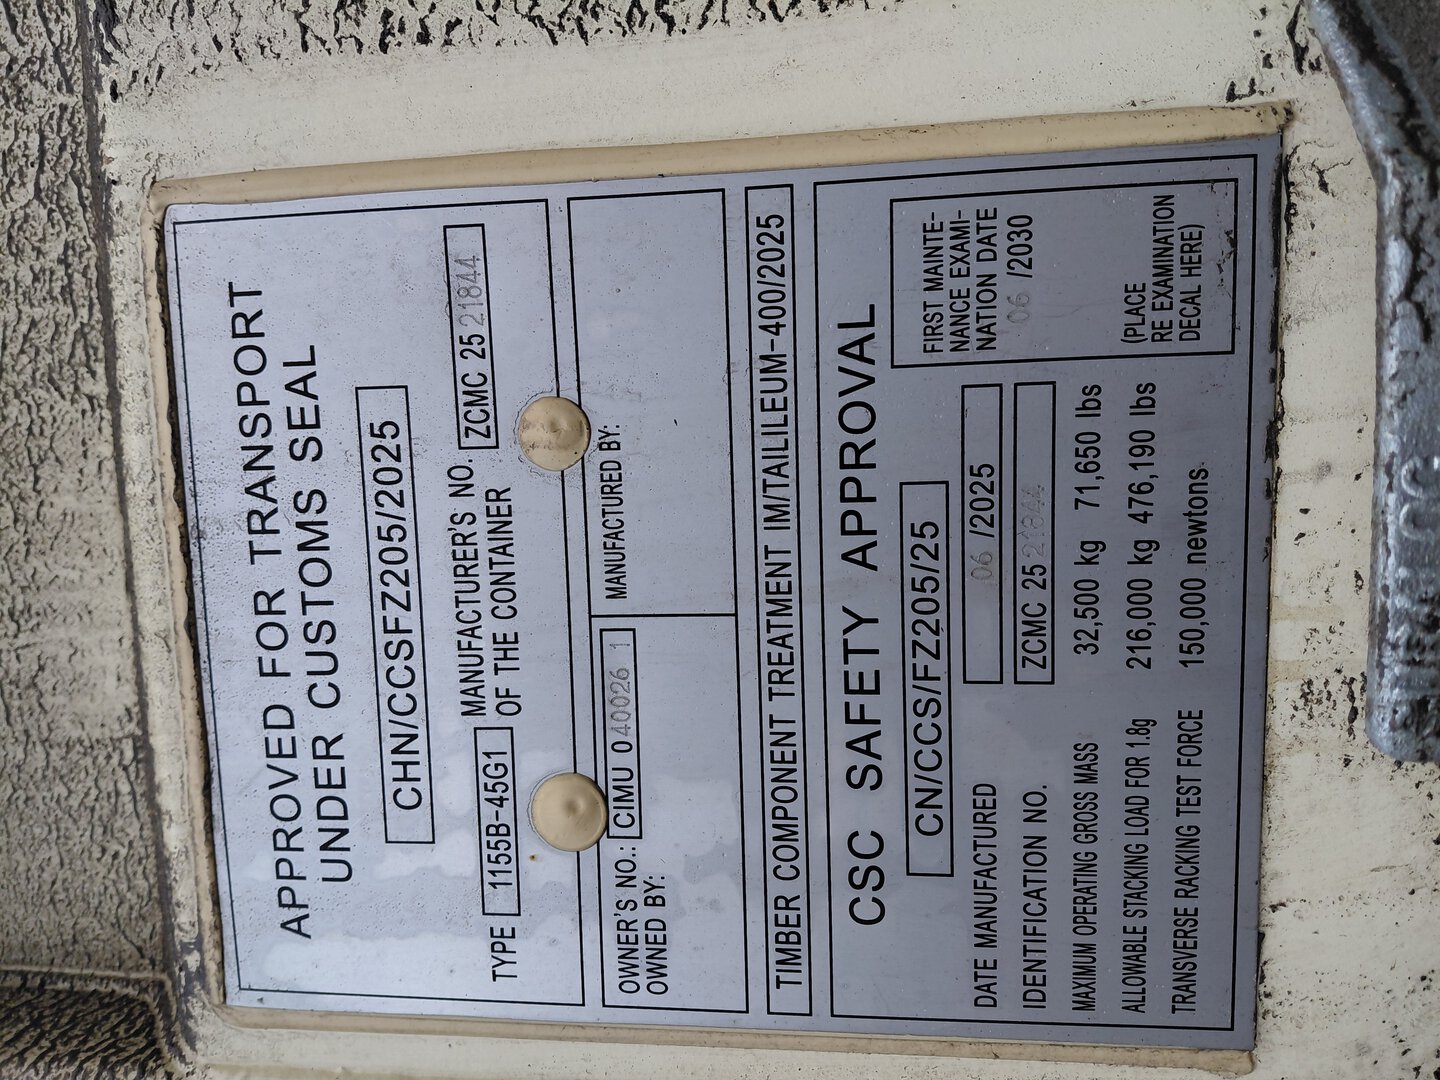 APPROVED FOR TRANSPORT
UNDER CUSTOMS SEAL
CHN/CCSFZ205/2025
TYPE 1155B-45G1 MANUFACTURER'S NO. OF THE CONTAINER ZCMC 25 21844
OWNER'S NO.: CIMU 040026 1
OWNED BY:
MANUFACTURED BY:
TIMBER COMPONENT TREATMENT IM/TAILILEUM-400/2025
CSC SAFETY APPROVAL
CN/CCS/FZ205/25
DATE MANUFACTURED 06 /2025
IDENTIFICATION NO. ZCMC 25 21844
MAXIMUM OPERATING GROSS MASS 32,500 kg 71,650 lbs
ALLOWABLE STACKING LOAD FOR 1.8g 216,000 kg 476,190 lbs
TRANSVERSE RACKING TEST FORCE 150,000 newtons
FIRST MAINTE-
NANCE EXAMI-
NATION DATE
06 /2030
(PLACE
RE EXAMINATION
DECAL HERE)